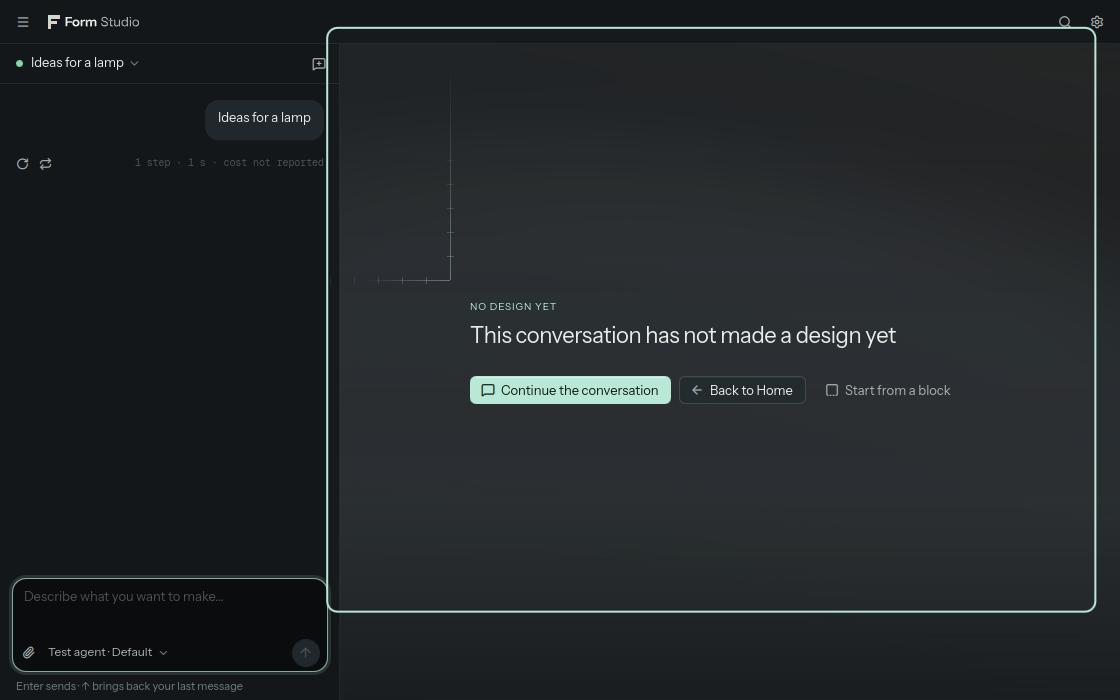 Form Studio
Ideas for a lamp
Ideas for a lamp
1 step · 1 s · cost not reported
NO DESIGN YET
This conversation has not made a design yet
Continue the conversation
Back to Home
Start from a block
Describe what you want to make...
Test agent · Default
Enter sends · ↑ brings back your last message